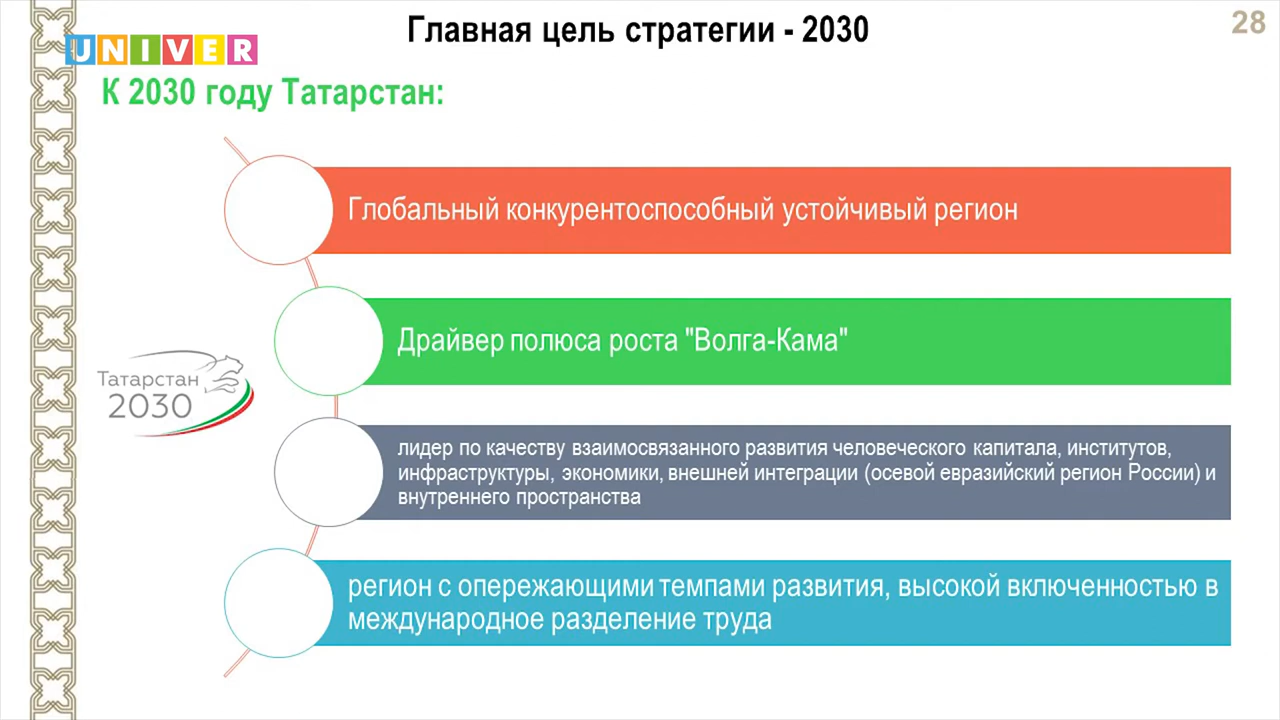 Главная цель стратегии - 2030
28
UNIVER
К 2030 году Татарстан:
Глобальный конкурентоспособный устойчивый регион
Драйвер полюса роста "Волга-Кама"
Татарстан
2030
лидер по качеству взаимосвязанного развития человеческого капитала, институтов,
инфраструктуры, экономики, внешней интеграции (осевой евразийский регион России) и
внутреннего пространства
регион с опережающими темпами развития, высокой включенностью в
международное разделение труда